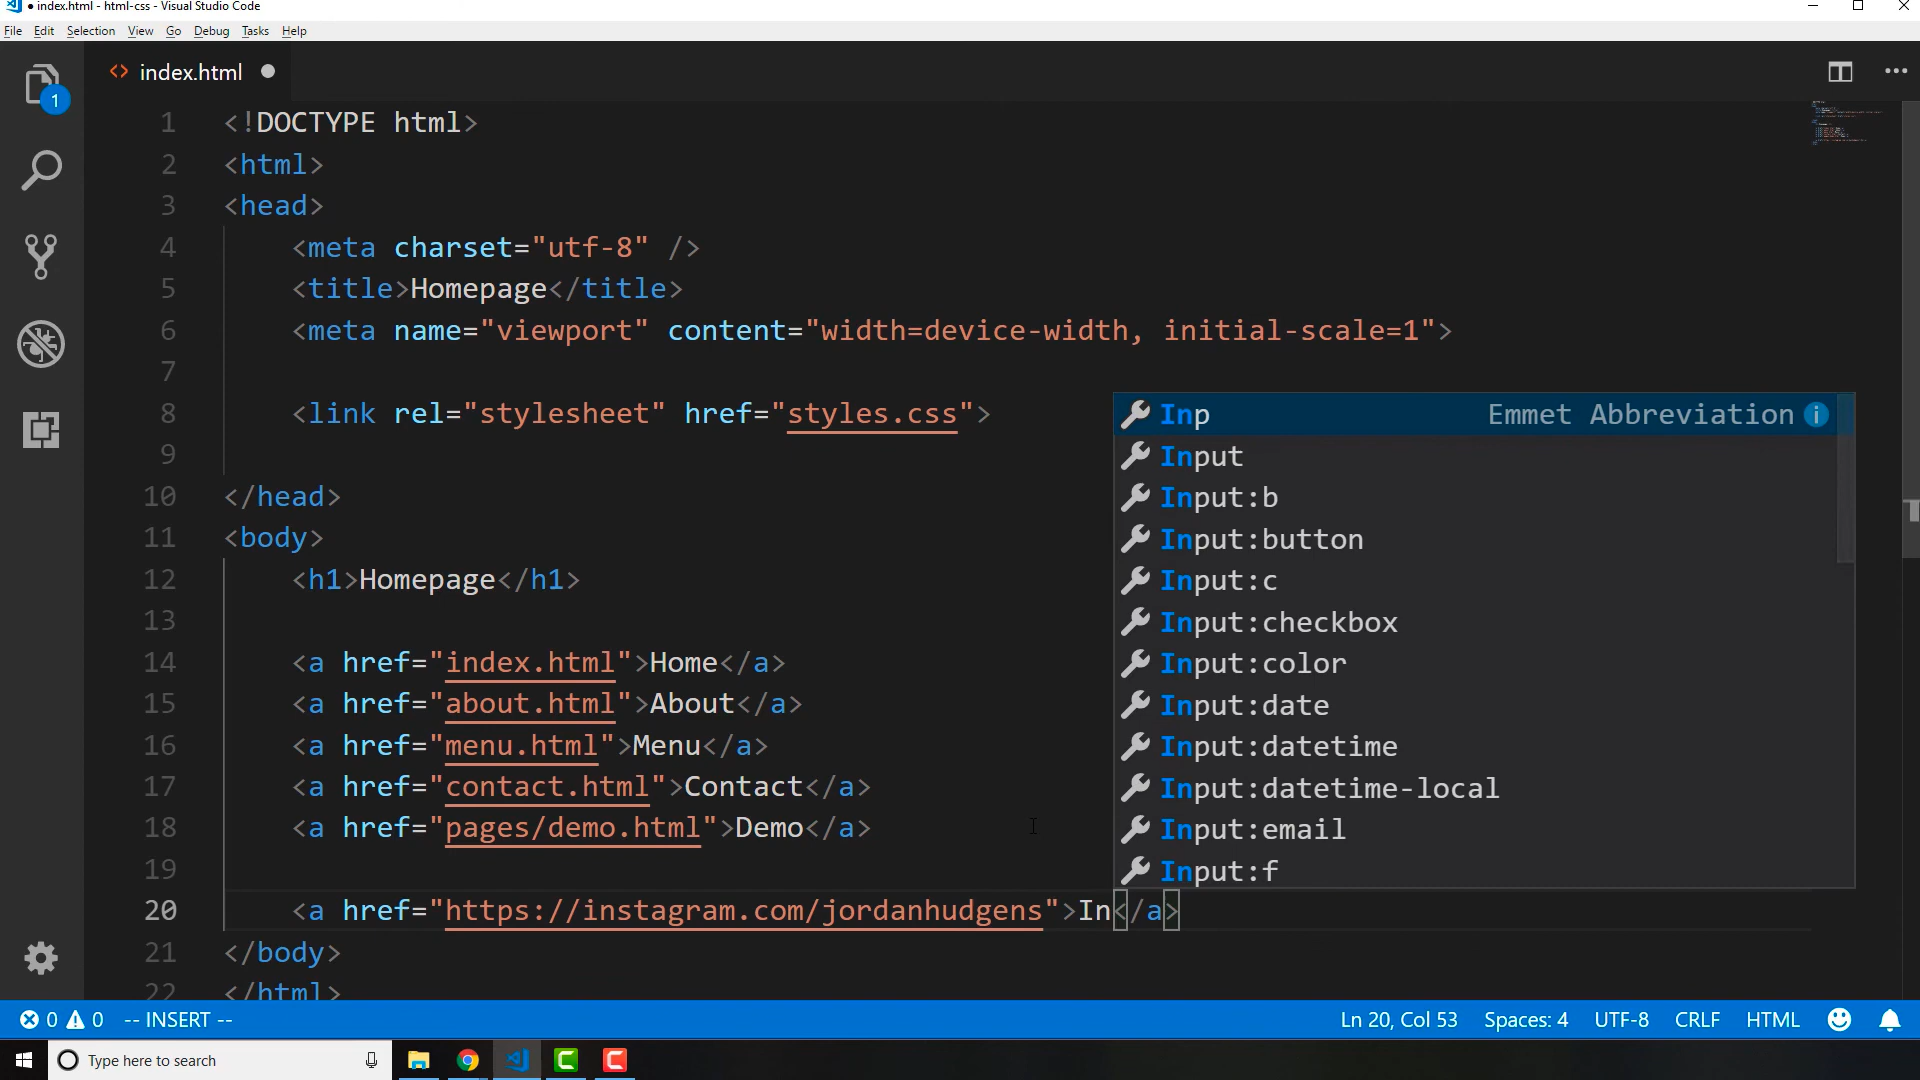 ● index.html - html-css - Visual Studio Code
File Edit Selection View Go Debug Tasks Help
1
<> index.html
1 <!DOCTYPE html>
2 <html>
3 <head>
4 <meta charset="utf-8" />
5 <title>Homepage</title>
6 <meta name="viewport" content="width=device-width, initial-scale=1">
7
8 <link rel="stylesheet" href="styles.css">
9
10 </head>
11 <body>
12 <h1>Homepage</h1>
13
14 <a href="index.html">Home</a>
15 <a href="about.html">About</a>
16 <a href="menu.html">Menu</a>
17 <a href="contact.html">Contact</a>
18 <a href="pages/demo.html">Demo</a>
19
20 <a href="https://instagram.com/jordanhudgens">In</a>
21 </body>
22 </html>
Inp Emmet Abbreviation
Input
Input:b
Input:button
Input:c
Input:checkbox
Input:color
Input:date
Input:datetime
Input:datetime-local
Input:email
Input:f
0 0 -- INSERT -- Ln 20, Col 53 Spaces: 4 UTF-8 CRLF HTML
Type here to search